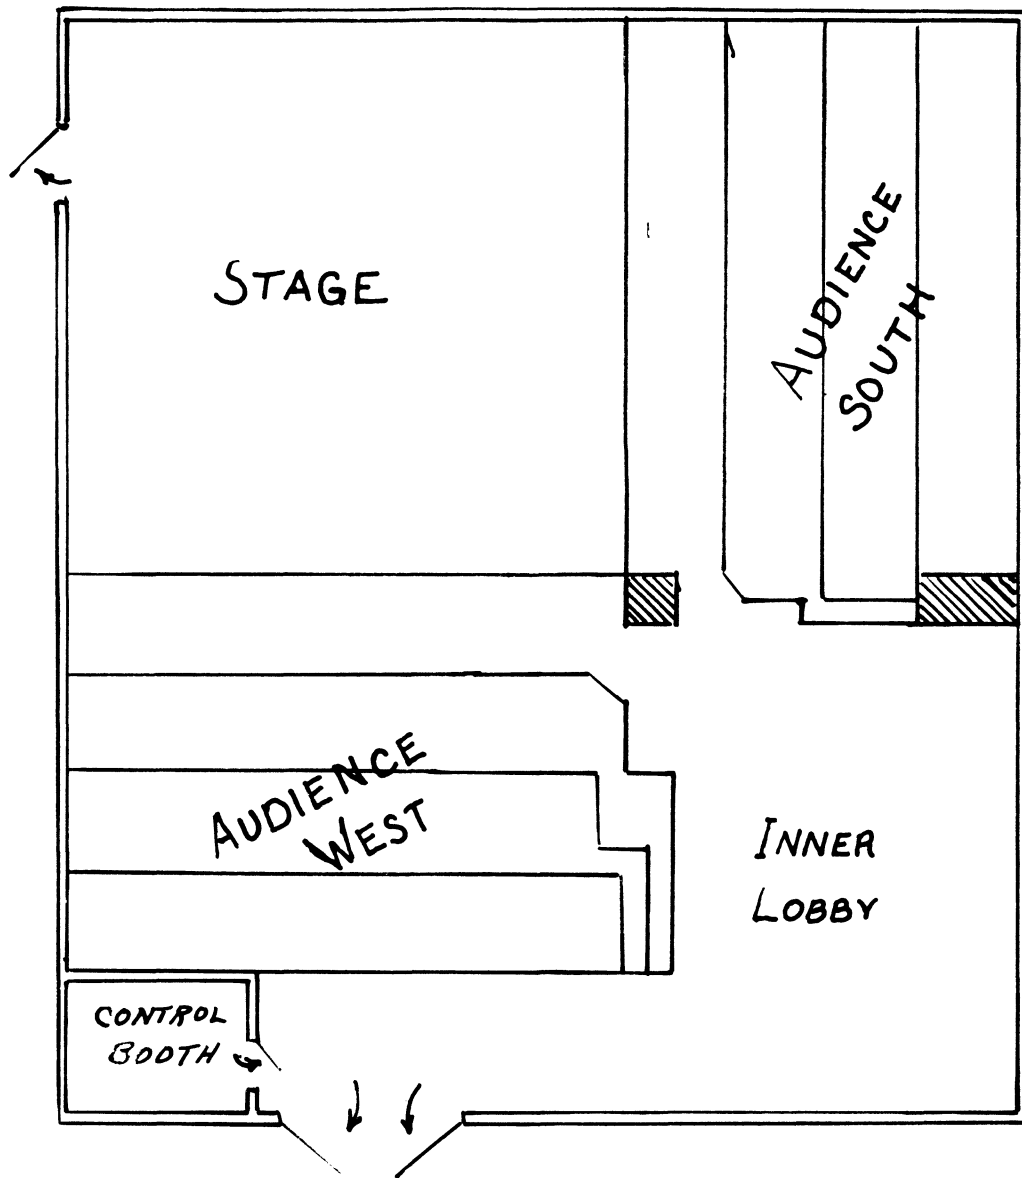 STAGE
AUDIENCE
SOUTH
AUDIENCE
WEST
INNER
LOBBY
CONTROL
BOOTH